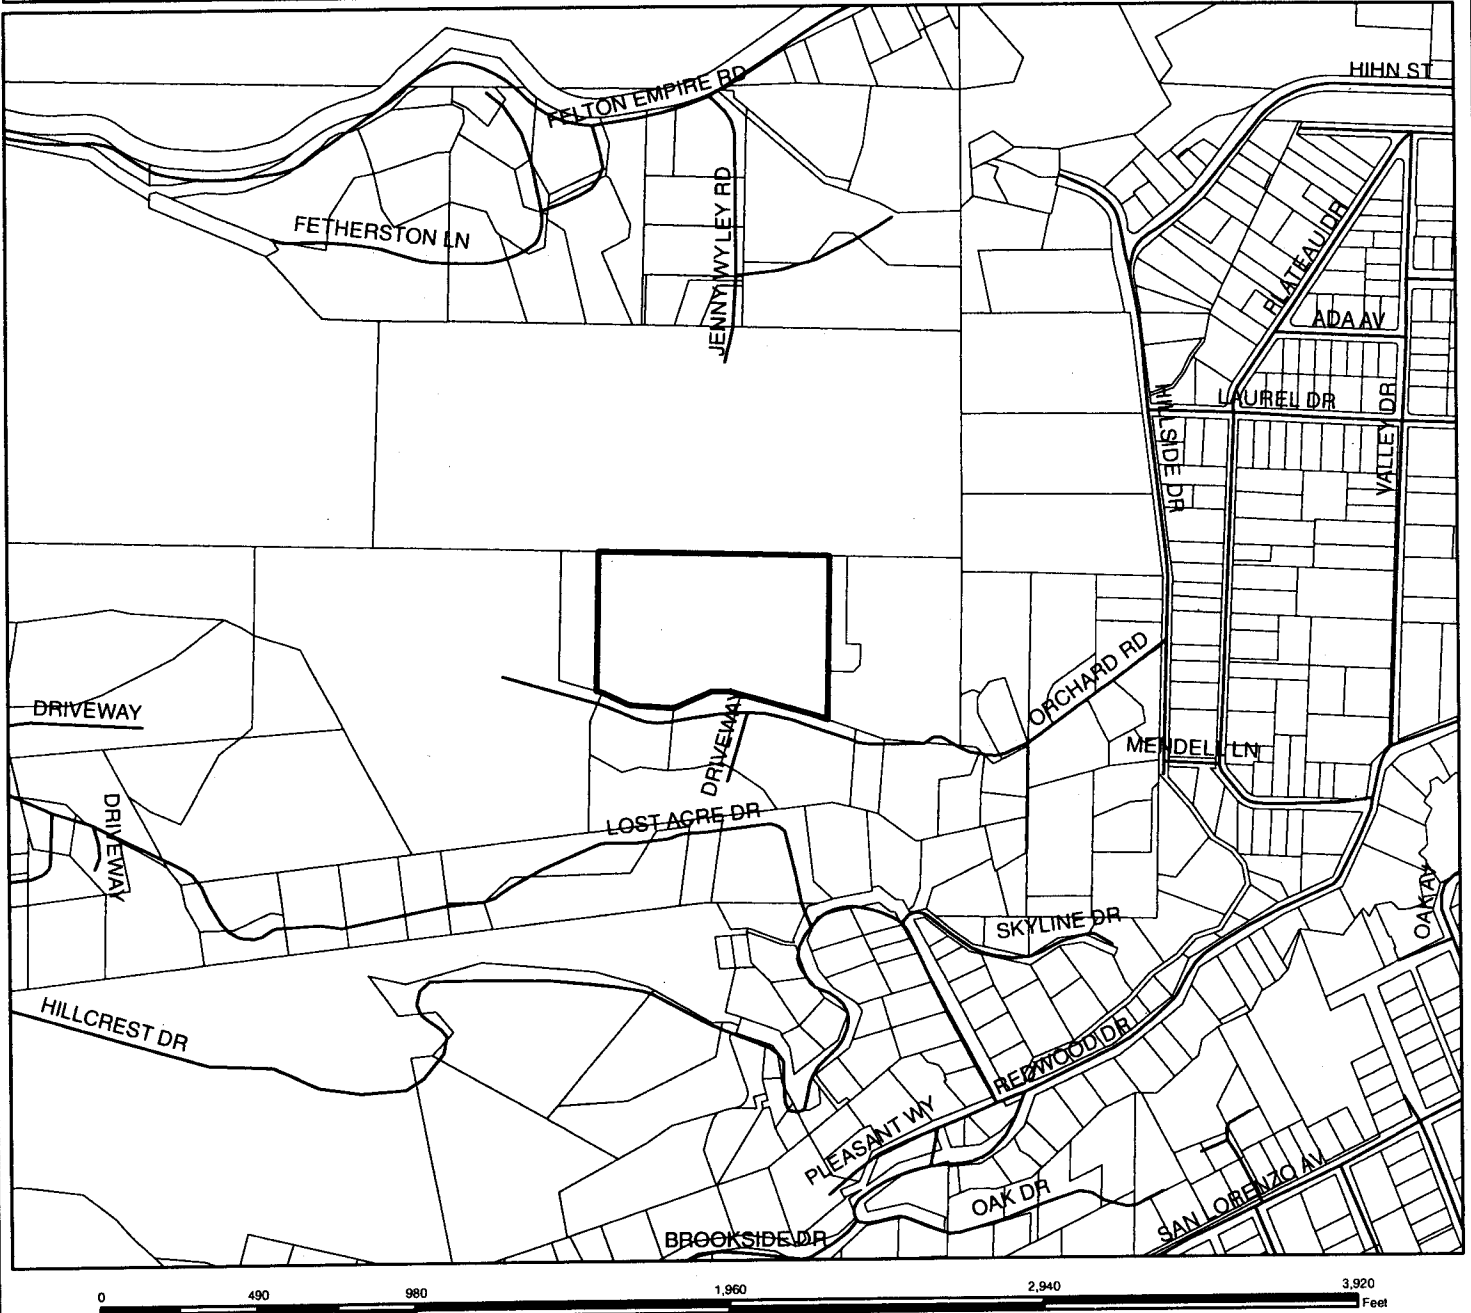 HIHN ST
FELTON EMPIRE RD
JENNY WYLEY RD
FETHERSTON LN
PLATEAU DR
ADA AV
LAUREL DR
HILLSIDE DR
VALLEY DR
ORCHARD RD
DRIVEWAY
DRIVEWAY
MENDELL LN
DRIVEWAY
LOST ACRE DR
OAK AV
SKYLINE DR
HILLCREST DR
REDWOOD DR
PLEASANT WY
OAK DR
SAN LORENZO AV
BROOKSIDE DR
0 490 980 1,960 2,940 3,920
Feet